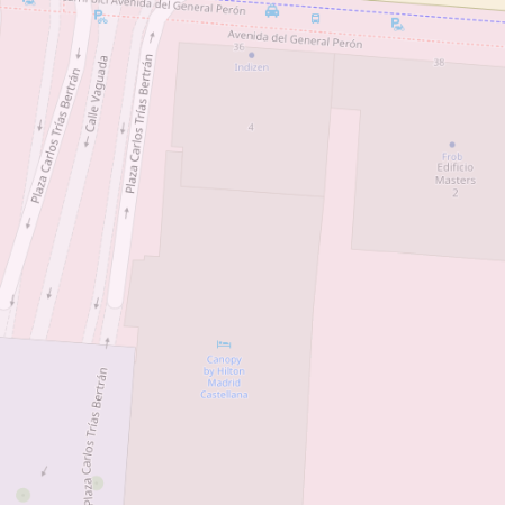 Avenida del General Perón
Avenida del General Perón
36
38
Indizen
4
Frob
Edificio
Masters
2
Plaza Carlos Trías Bertrán
Calle Vaguada
Plaza Carlos Trías Bertrán
Canopy
by Hilton
Madrid
Castellana
Plaza Carlos Trías Bertrán